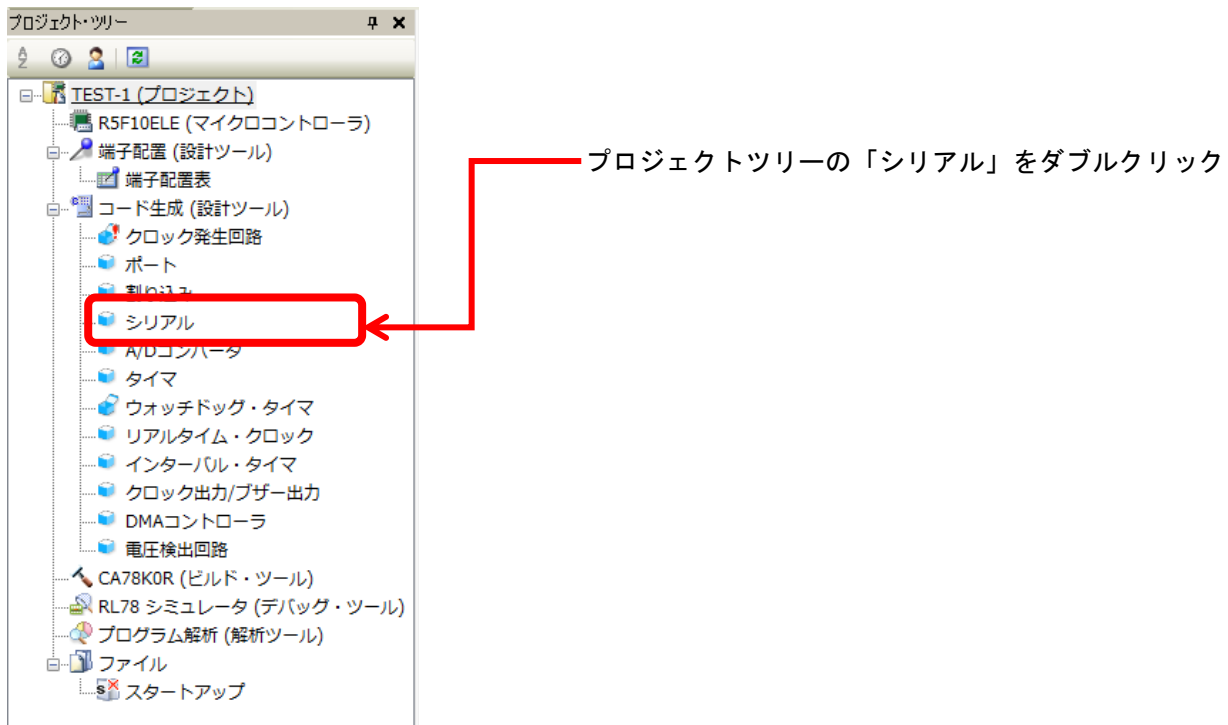 プロジェクト・ツリー
TEST-1 (プロジェクト)
R5F10ELE (マイクロコントローラ)
端子配置 (設計ツール)
端子配置表
コード生成 (設計ツール)
クロック発生回路
ポート
割り込み
シリアル
A/Dコンバータ
タイマ
ウォッチドッグ・タイマ
リアルタイム・クロック
インターバル・タイマ
クロック出力/ブザー出力
DMAコントローラ
電圧検出回路
CA78K0R (ビルド・ツール)
RL78 シミュレータ (デバッグ・ツール)
プログラム解析 (解析ツール)
ファイル
スタートアップ
プロジェクトツリーの「シリアル」をダブルクリック